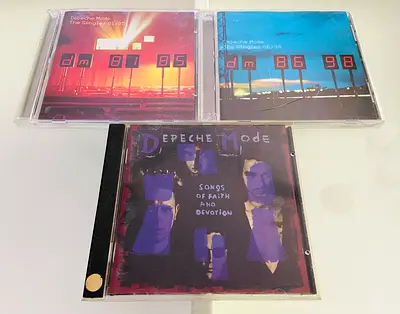 Depeche Mode
The Singles 81/85
dm 81 85
Depeche Mode
The Singles 86/98
dm 86 98
DEPECHE MODE
SONGS
OF FAITH
AND
DEVOTION